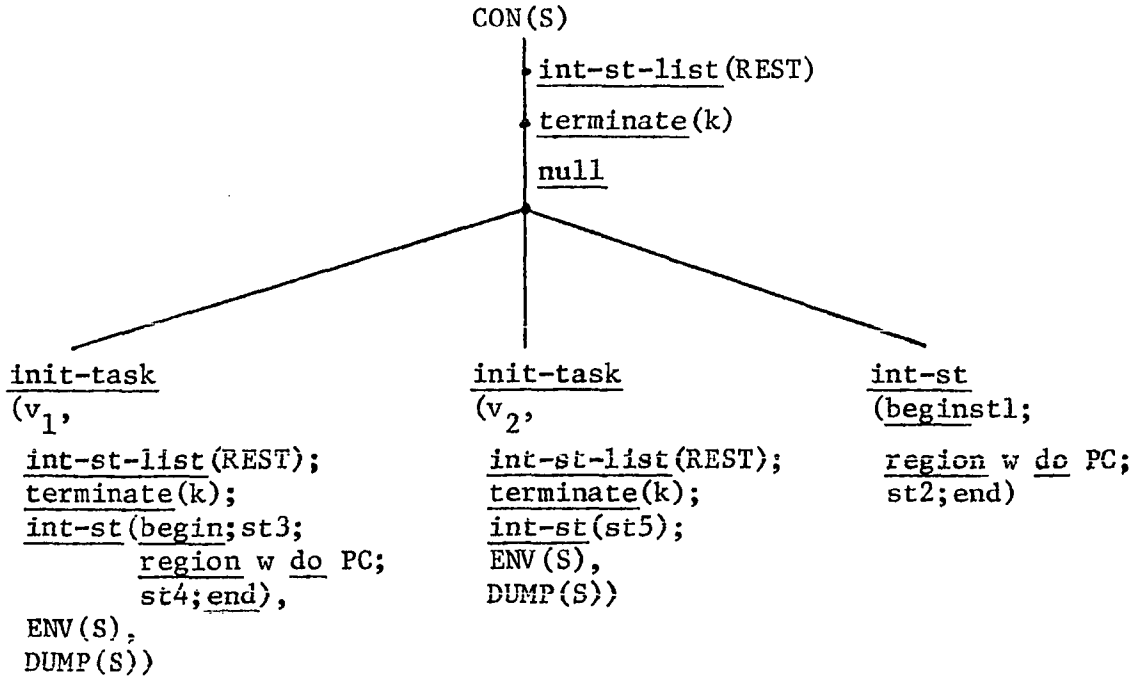 CON(S)
int-st-list(REST)
terminate(k)
null
init-task
(v1,
int-st-list(REST);
terminate(k);
int-st(begin;st3;
region w do PC;
st4;end),
ENV(S),
DUMP(S))
init-task
(v2,
int-st-list(REST);
terminate(k);
int-st(st5);
ENV(S),
DUMP(S))
int-st
(beginst1;
region w do PC;
st2;end)